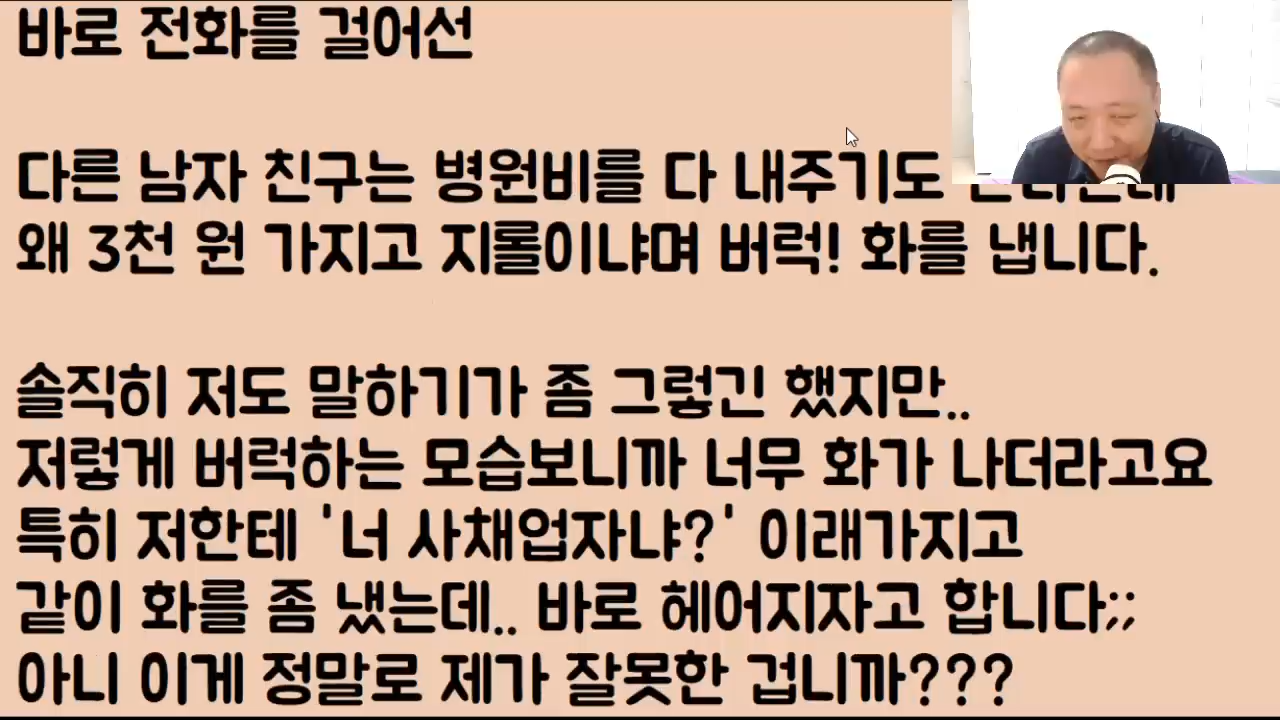 바로 전화를 걸어선
다른 남자 친구는 병원비를 다 내주기도
왜 3천 원 가지고 지롤이냐며 버럭! 화를 냅니다.
솔직히 저도 말하기가 좀 그렇긴 했지만..
저렇게 버럭하는 모습보니까 너무 화가 나더라고요
특히 저한테 '너 사채업자냐?' 이래가지고
같이 화를 좀 냈는데.. 바로 헤어지자고 합니다;;
아니 이게 정말로 제가 잘못한 겁니까???